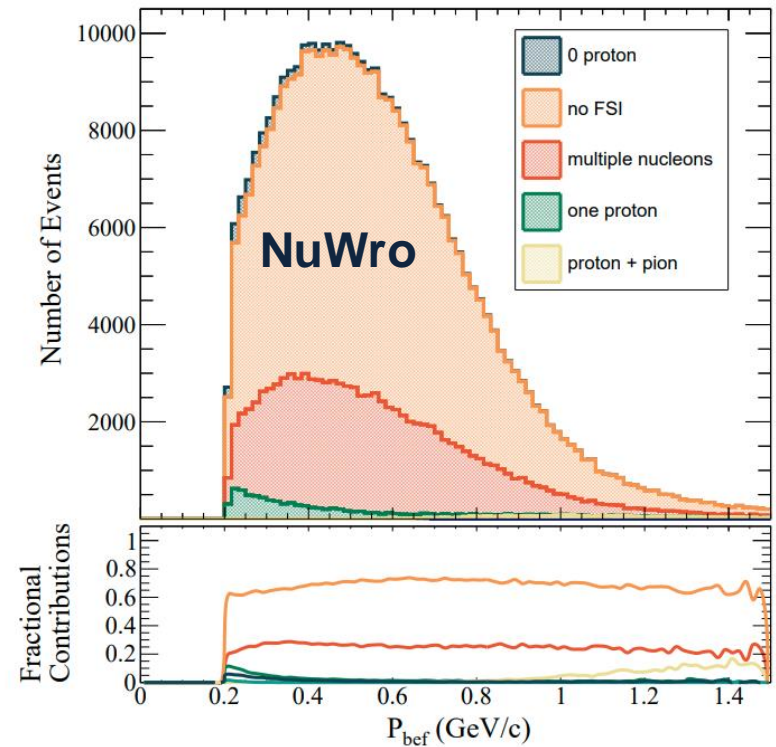 10000
8000
6000
4000
2000
Number of Events
0 proton
no FSI
multiple nucleons
one proton
proton + pion
NuWro
1
0.8
0.6
0.4
0.2
0
Fractional
Contributions
0 0.2 0.4 0.6 0.8 1 1.2 1.4
P_bef (GeV/c)